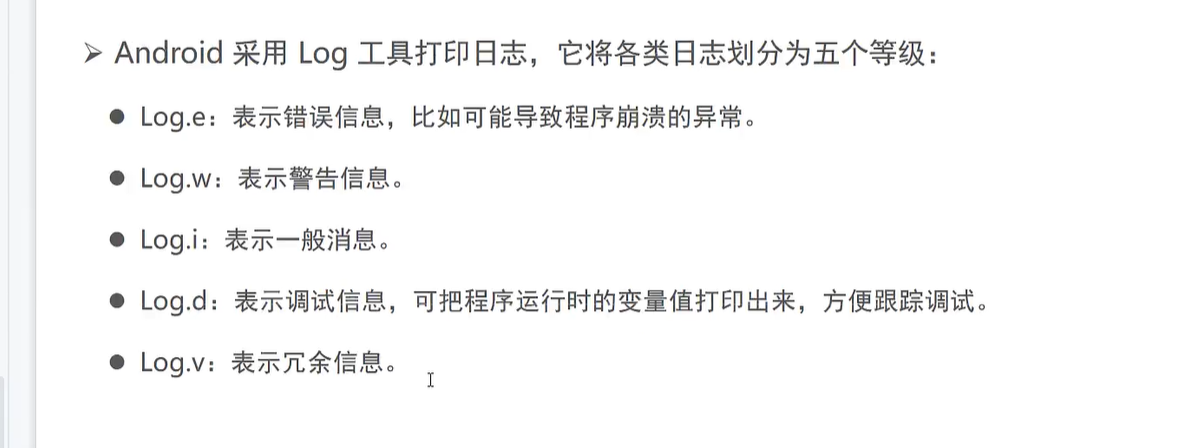 ➢ Android 采用 Log 工具打印日志，它将各类日志划分为五个等级：
● Log.e：表示错误信息，比如可能导致程序崩溃的异常。
● Log.w：表示警告信息。
● Log.i：表示一般消息。
● Log.d：表示调试信息，可把程序运行时的变量值打印出来，方便跟踪调试。
● Log.v：表示冗余信息。